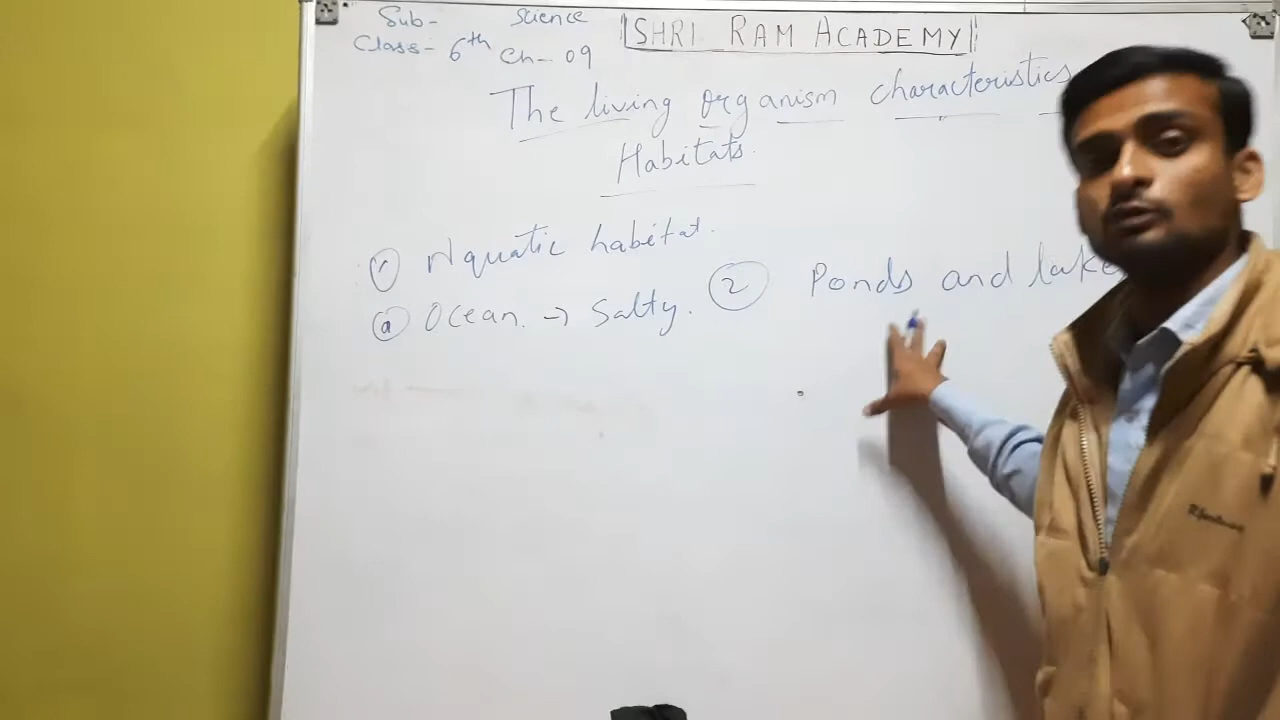 Sub- Science
Class- 6th Ch- 09
SHRI RAM ACADEMY
The living organism characteristics
Habitats.
1 Aquatic habitat.
a Ocean. → Salty.
2 Ponds and lake